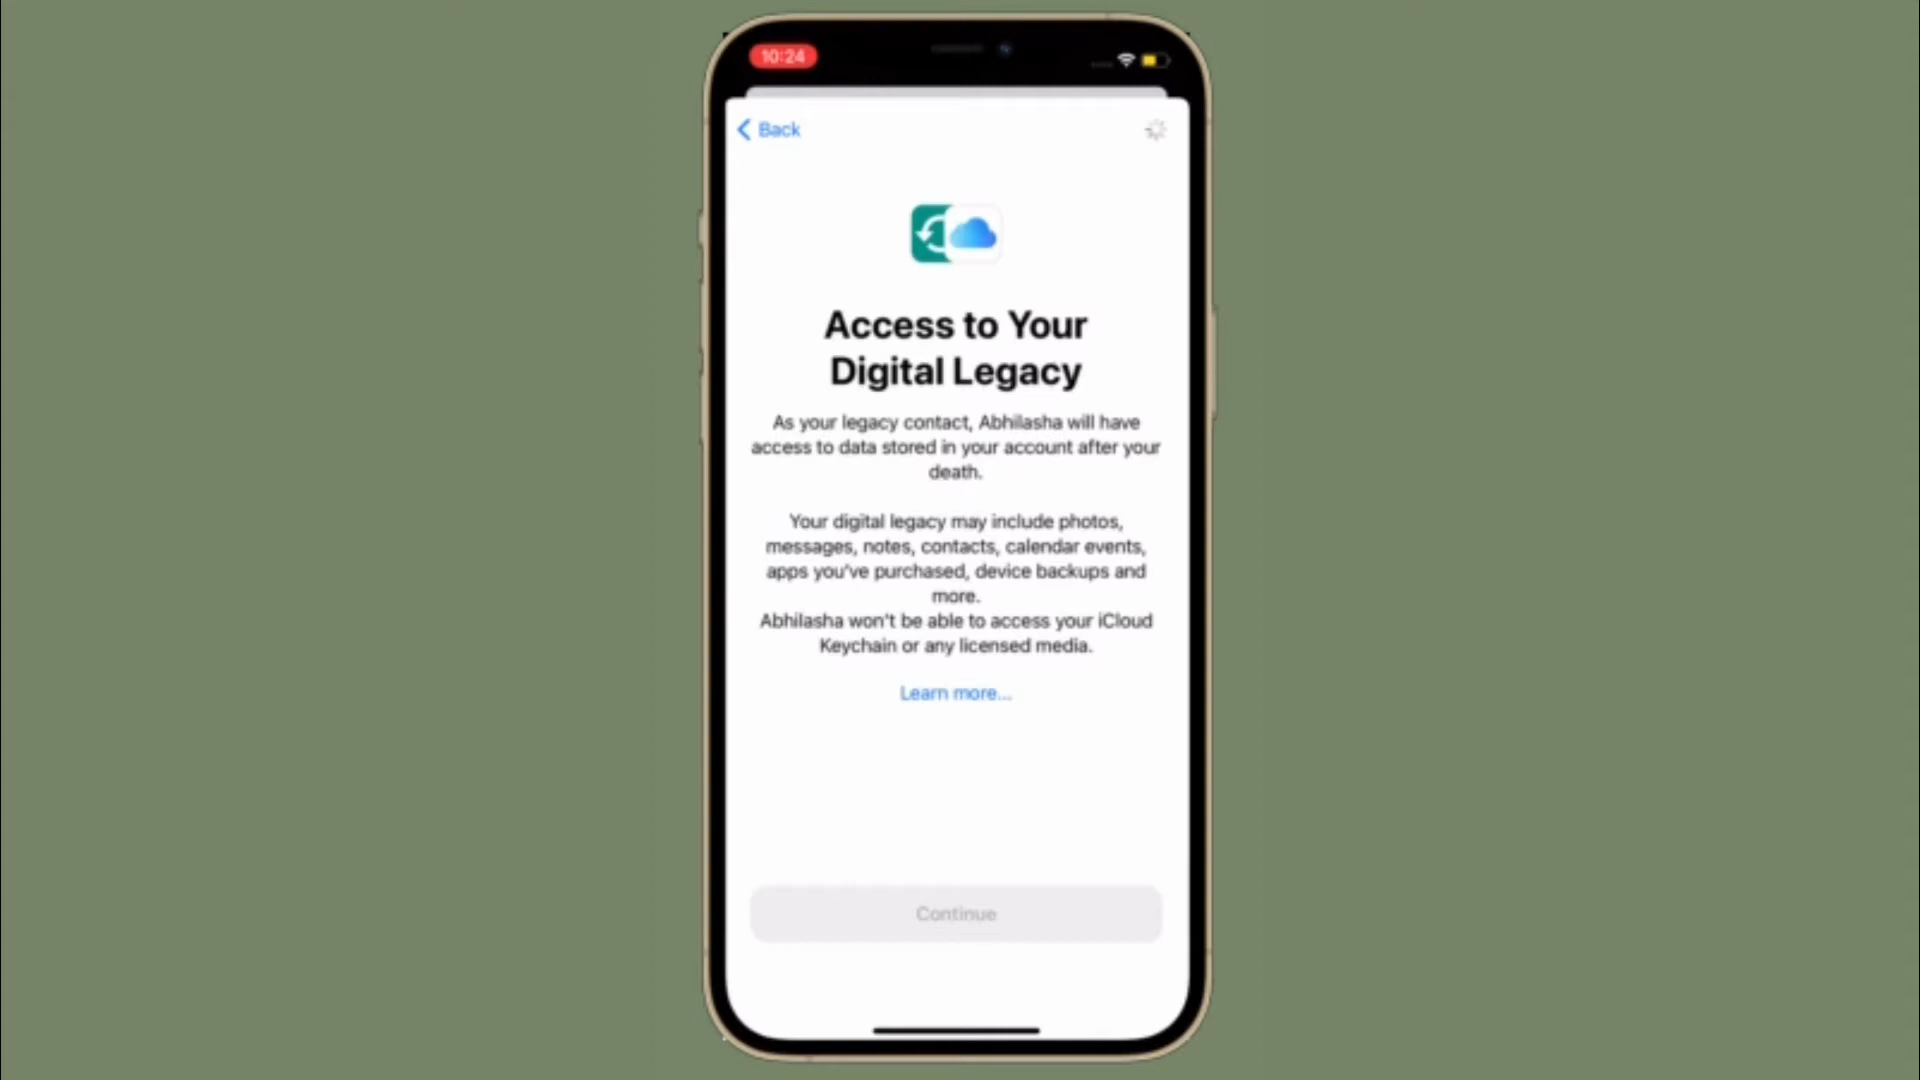 10:24
Back
Access to Your
Digital Legacy
As your legacy contact, Abhilasha will have
access to data stored in your account after your
death.
Your digital legacy may include photos,
messages, notes, contacts, calendar events,
apps you've purchased, device backups and
more.
Abhilasha won't be able to access your iCloud
Keychain or any licensed media.
Learn more...
Continue